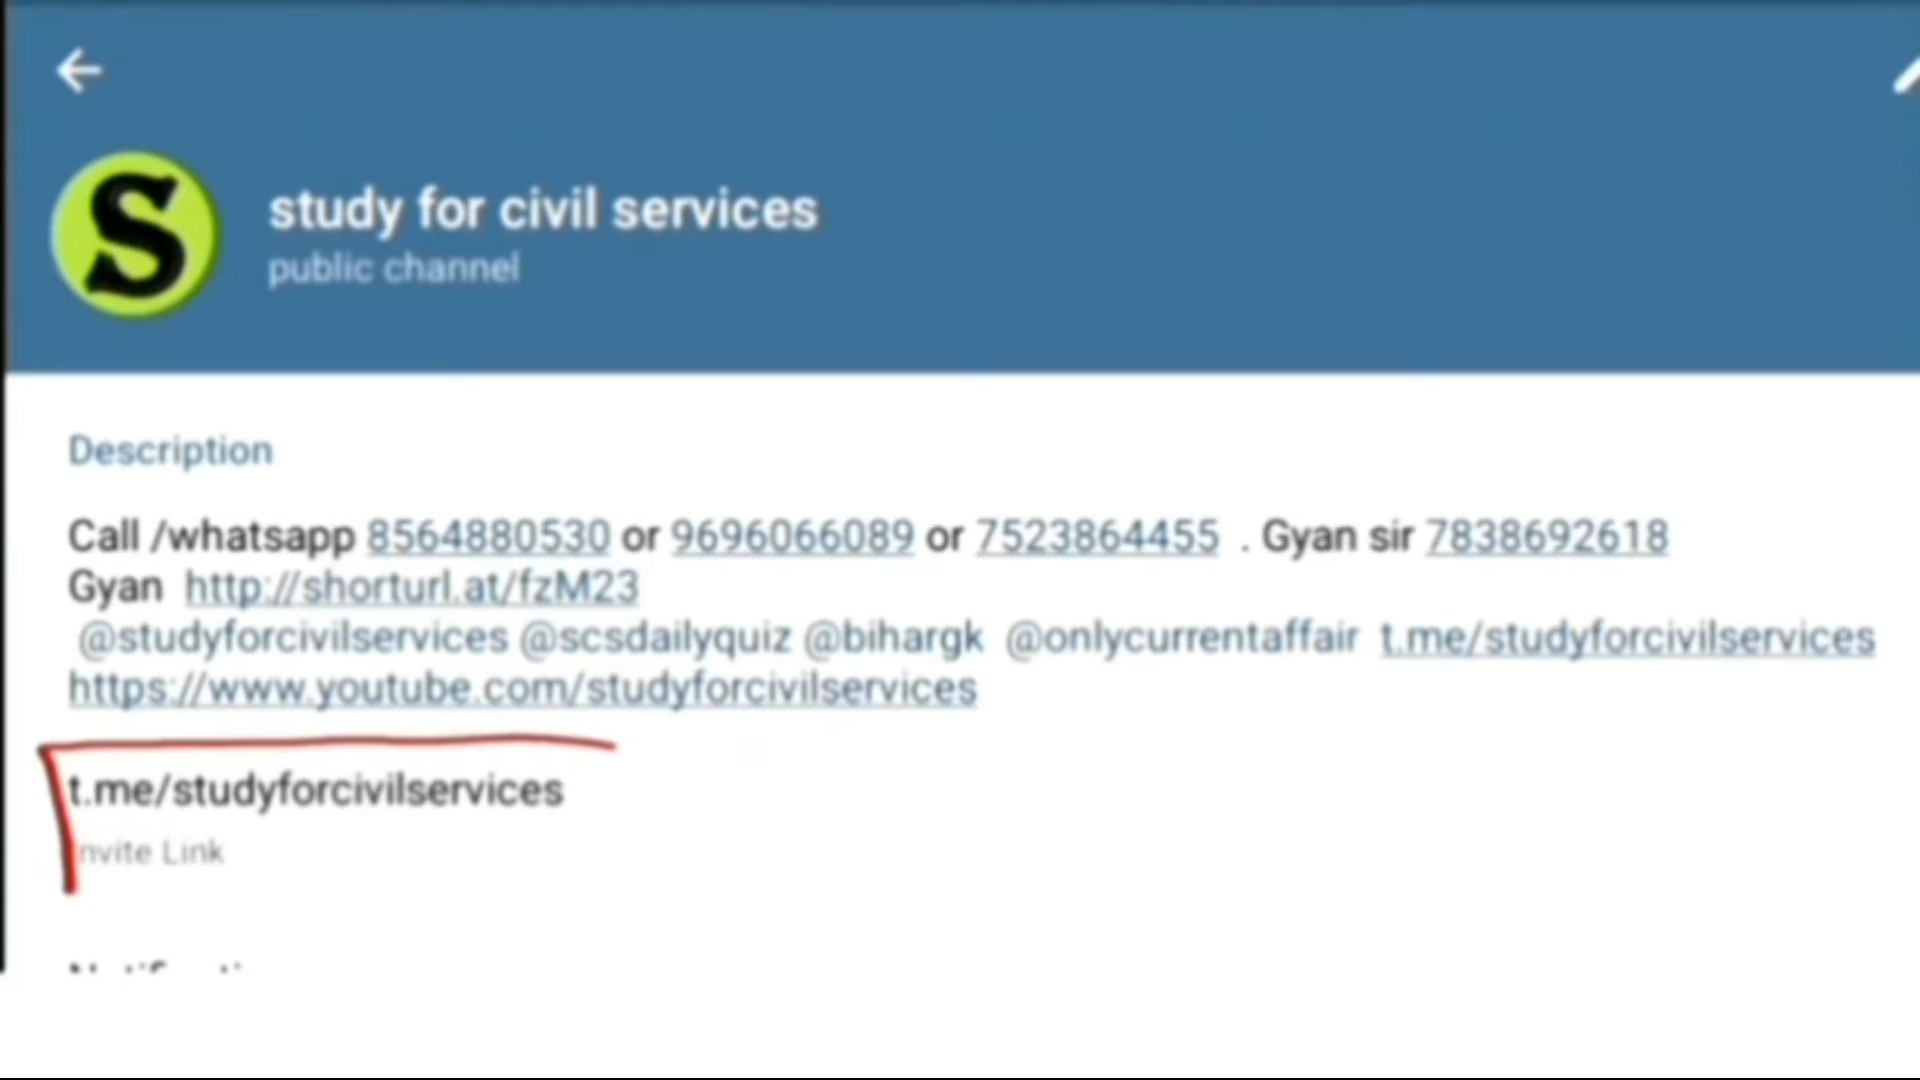 S
study for civil services
public channel
Description
Call /whatsapp 8564880530 or 9696066089 or 7523864455 . Gyan sir 7838692618
Gyan http://shorturl.at/fzM23
@studyforcivilservices @scsdailyquiz @bihargk @onlycurrentaffair t.me/studyforcivilservices
https://www.youtube.com/studyforcivilservices
t.me/studyforcivilservices
Invite Link